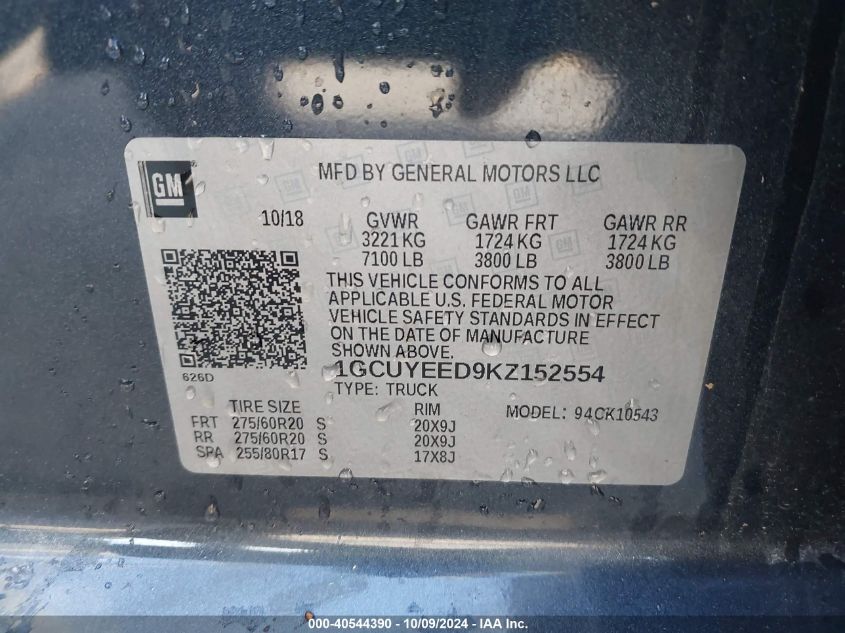 GM
MFD BY GENERAL MOTORS LLC
10/18 GVWR GAWR FRT GAWR RR
3221 KG 1724 KG 1724 KG
7100 LB 3800 LB 3800 LB
THIS VEHICLE CONFORMS TO ALL
APPLICABLE U.S. FEDERAL MOTOR
VEHICLE SAFETY STANDARDS IN EFFECT
ON THE DATE OF MANUFACTURE
SHOWN ABOVE.
1GCUYEED9KZ152554
626D
TYPE: TRUCK
TIRE SIZE RIM MODEL: 94CK10543
FRT 275/60R20 S 20X9J
RR 275/60R20 S 20X9J
SPA 255/80R17 S 17X8J
000-40544390 - 10/09/2024 - IAA Inc.